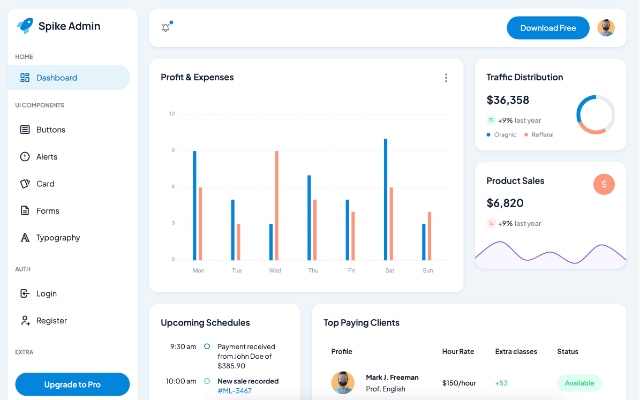 Spike Admin
HOME
Dashboard
UI COMPONENTS
Buttons
Alerts
Card
Forms
Typography
AUTH
Login
Register
EXTRA
Upgrade to Pro
Download Free
Profit & Expenses
12
9
6
3
0
Mon Tue Wed Thu Fri Sat Sun
Traffic Distribution
$36,358
+9% last year
Oragnic Refferal
Product Sales
$
$6,820
+9% last year
Upcoming Schedules
9:30 am Payment received
from John Doe of
$385.90
10:00 am New sale recorded
#ML-3467
Top Paying Clients
Profile Hour Rate Extra classes Status
Mark J. Freeman
Prof. English
$150/hour +53 Available